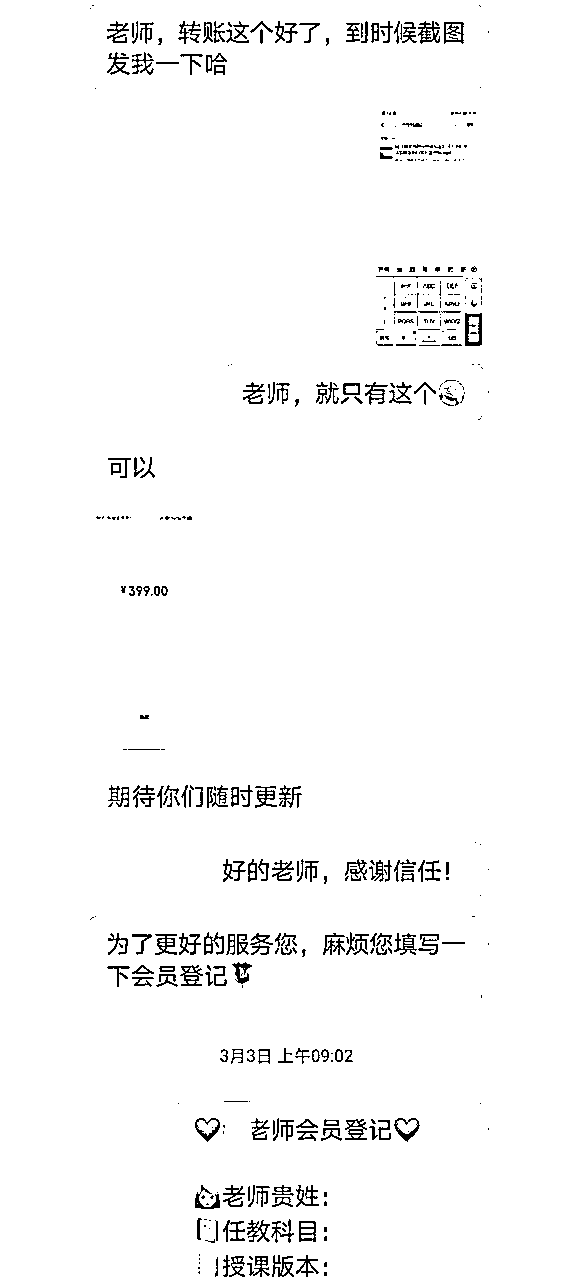 老师，转账这个好了，到时候截图
发我一下哈
老师，就只有这个
可以
¥399.00
期待你们随时更新
好的老师，感谢信任！
为了更好的服务您，麻烦您填写一
下会员登记
3月3日 上午09:02
老师会员登记
老师贵姓：
任教科目：
授课版本：